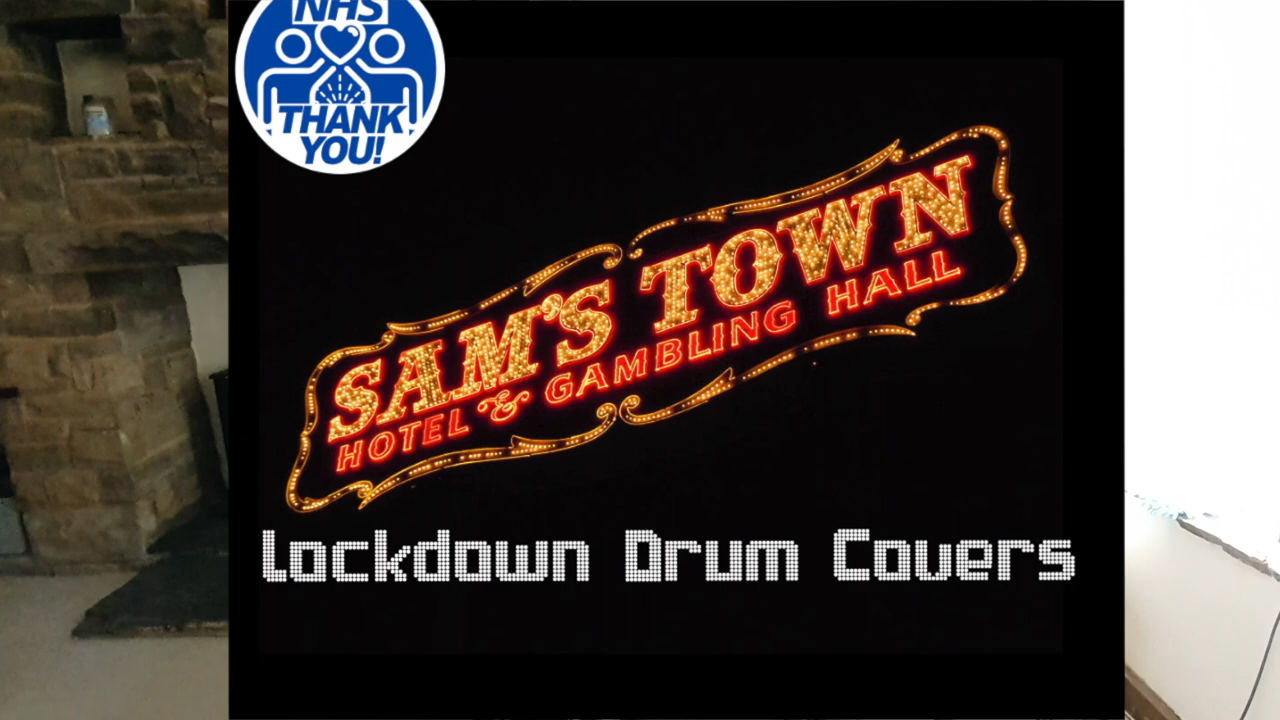 NHS
THANK
YOU!
SAM'S TOWN
HOTEL & GAMBLING HALL
Lockdown Drum Covers